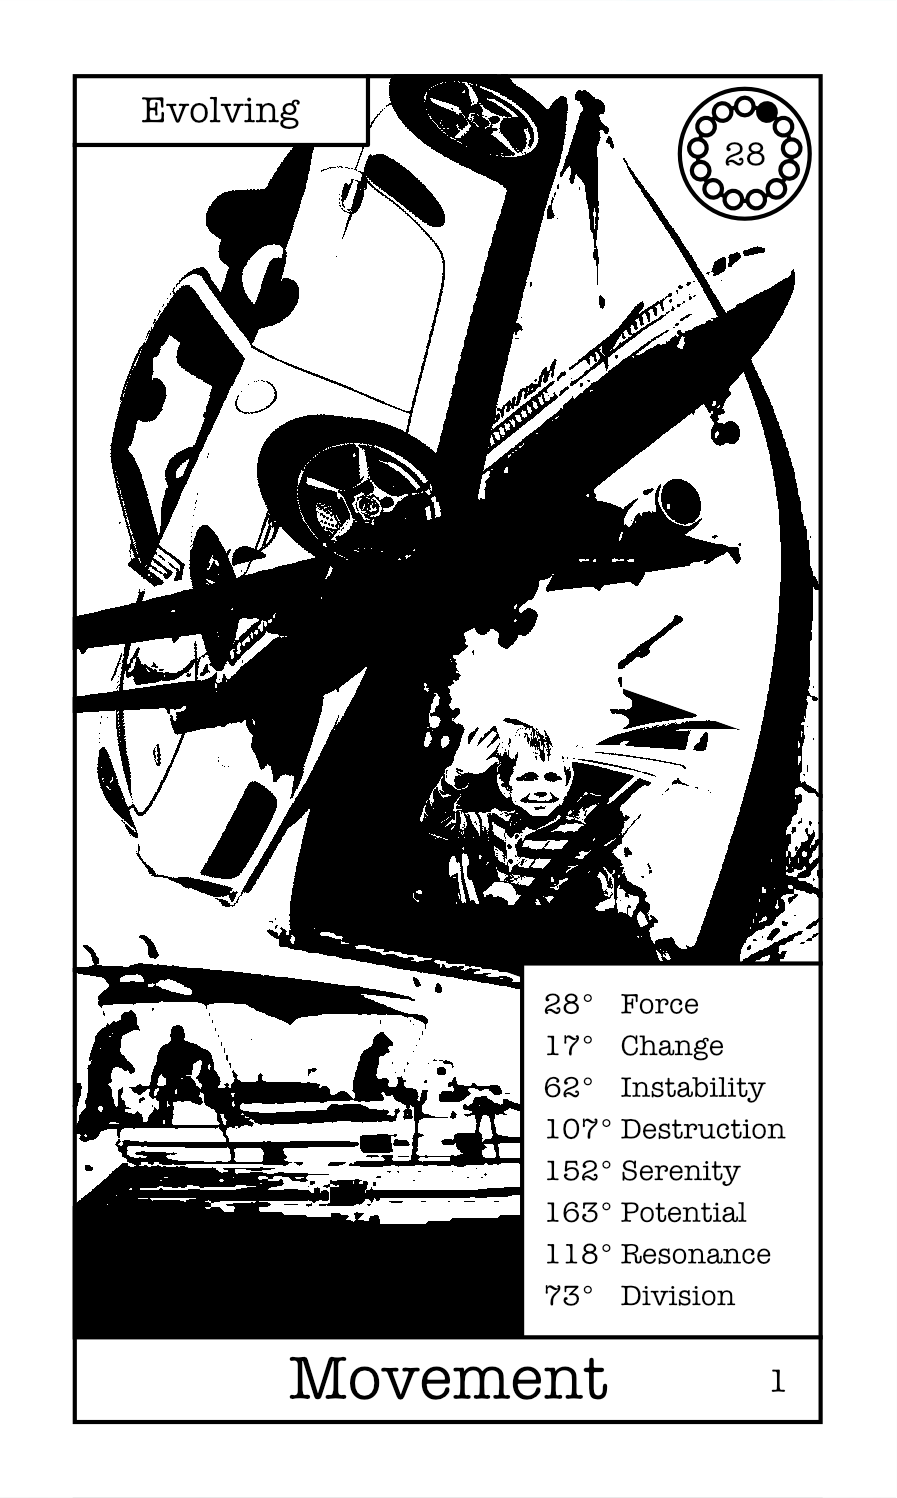 Evolving
28
28° Force
17° Change
62° Instability
107° Destruction
152° Serenity
163° Potential
118° Resonance
73° Division
Movement
1